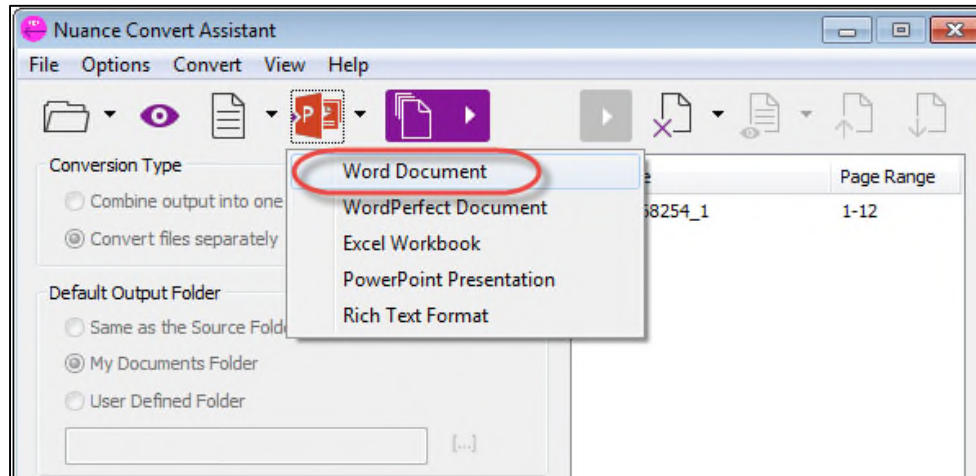 Nuance Convert Assistant
File Options Convert View Help
Conversion Type
Combine output into one
Convert files separately
Default Output Folder
Same as the Source Folde
My Documents Folder
User Defined Folder
[...]
Word Document
WordPerfect Document
Excel Workbook
PowerPoint Presentation
Rich Text Format
Page Range
58254_1 1-12